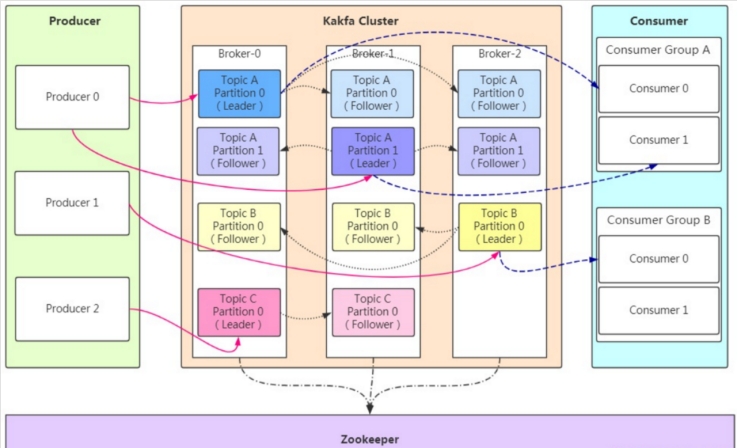 Producer
Kakfa Cluster
Consumer
Broker-0
Broker-1
Broker-2
Consumer Group A
Producer 0
Topic A
Partition 0
( Leader )
Topic A
Partition 0
( Follower )
Topic A
Partition 0
( Follower )
Consumer 0
Topic A
Partition 1
( Follower )
Topic A
Partition 1
( Leader )
Topic A
Partition 1
( Follower )
Consumer 1
Producer 1
Topic B
Partition 0
( Follower )
Topic B
Partition 0
( Follower )
Topic B
Partition 0
( Leader )
Consumer Group B
Consumer 0
Producer 2
Topic C
Partition 0
( Leader )
Topic C
Partition 0
( Follower )
Consumer 1
Zookeeper